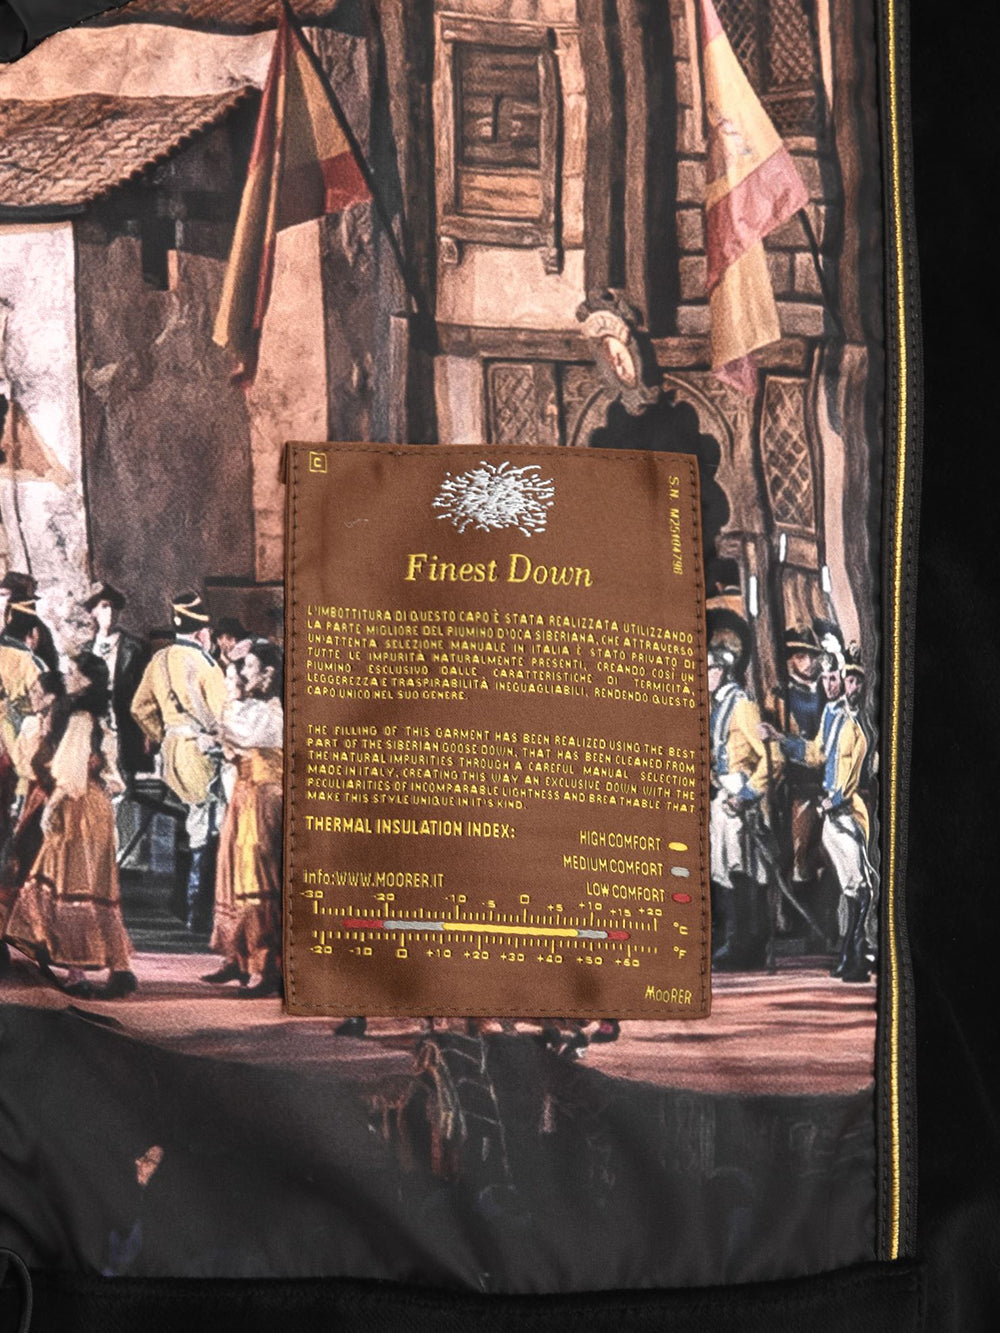 C
S.N. M25104796
Finest Down
L'IMBOTTITURA DI QUESTO CAPO È STATA REALIZZATA UTILIZZANDO
LA PARTE MIGLIORE DEL PIUMINO D'OCA SIBERIANA, CHE ATTRAVERSO
UN'ATTENTA SELEZIONE MANUALE IN ITALIA È STATO PRIVATO DI
TUTTE LE IMPURITÀ NATURALMENTE PRESENTI, CREANDO COSÌ UN
PIUMINO ESCLUSIVO DALLE CARATTERISTICHE DI TERMICITÀ,
LEGGEREZZA E TRASPIRABILITÀ INEGUAGLIABILI, RENDENDO QUESTO
CAPO UNICO NEL SUO GENERE.
THE FILLING OF THIS GARMENT HAS BEEN REALIZED USING THE BEST
PART OF THE SIBERIAN GOOSE DOWN, THAT HAS BEEN CLEANED FROM
THE NATURAL IMPURITIES THROUGH A CAREFUL MANUAL SELECTION
MADE IN ITALY, CREATING THIS WAY AN EXCLUSIVE DOWN WITH THE
PECULIARITIES OF INCOMPARABLE LIGHTNESS AND BREATHABLE THAT
MAKE THIS STYLE UNIQUE IN IT'S KIND.
THERMAL INSULATION INDEX:
HIGH COMFORT
MEDIUM COMFORT
LOW COMFORT
info:WWW.MOORER.IT
-30 -20 -10 -5 0 +5 +10 +15 +20
°C
°F
-20 -10 0 +10 +20 +30 +40 +50 +60
MOORER